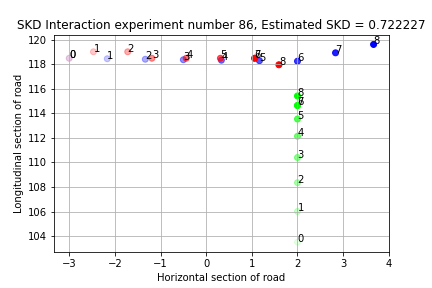 SKD Interaction experiment number 86, Estimated SKD = 0.722227
120
118
116
114
112
110
108
106
104
Longitudinal section of road
0 1 2 3 4 5 6 7 8
0 1 2 3 4 5 6 7 8
8
6
5
4
3
2
1
0
−3 −2 −1 0 1 2 3 4
Horizontal section of road